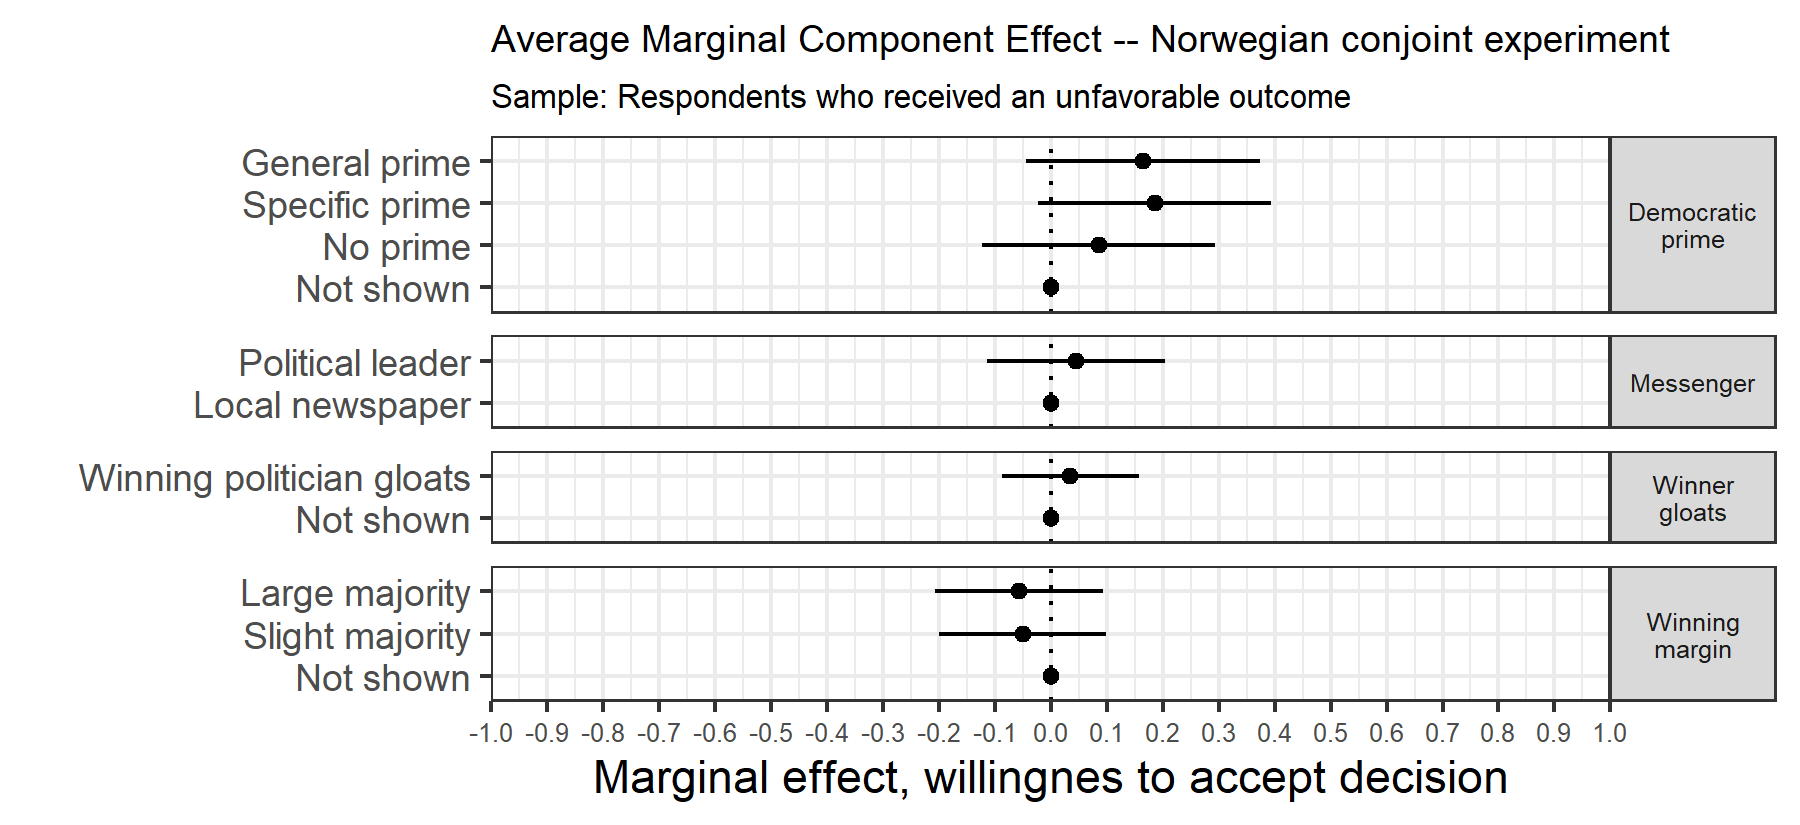 Average Marginal Component Effect -- Norwegian conjoint experiment
Sample: Respondents who received an unfavorable outcome
General prime
Specific prime
No prime
Not shown
Democratic
prime
Political leader
Local newspaper
Messenger
Winning politician gloats
Not shown
Winner
gloats
Large majority
Slight majority
Not shown
Winning
margin
-1.0 -0.9 -0.8 -0.7 -0.6 -0.5 -0.4 -0.3 -0.2 -0.1 0.0 0.1 0.2 0.3 0.4 0.5 0.6 0.7 0.8 0.9 1.0
Marginal effect, willingnes to accept decision